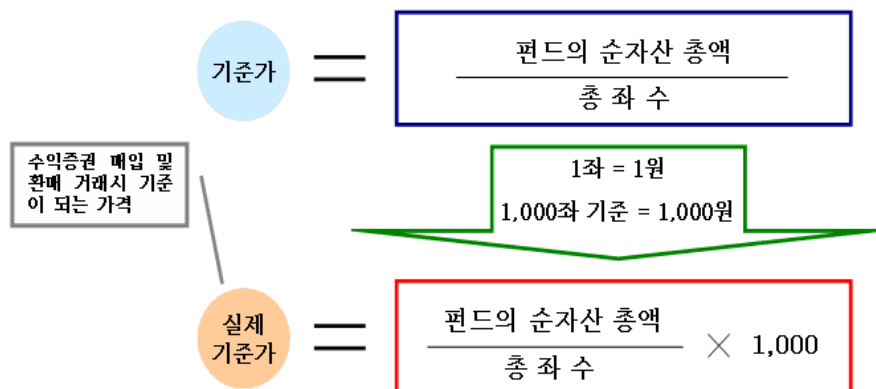 기준가
=
펀드의 순자산 총액
총 좌 수
수익증권 매입 및
환매 거래시 기준
이 되는 가격
1좌 = 1원
1,000좌 기준 = 1,000원
실제
기준가
=
펀드의 순자산 총액
총 좌 수
× 1,000